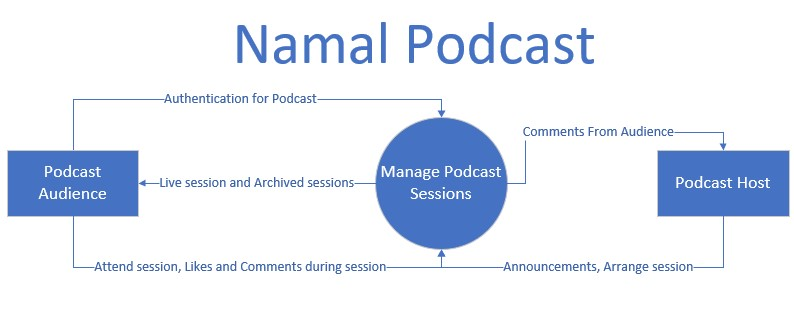 Namal Podcast
Authentication for Podcast
Comments From Audience
Podcast
Audience
Live session and Archived sessions
Manage Podcast
Sessions
Podcast Host
Attend session, Likes and Comments during session
Announcements, Arrange session